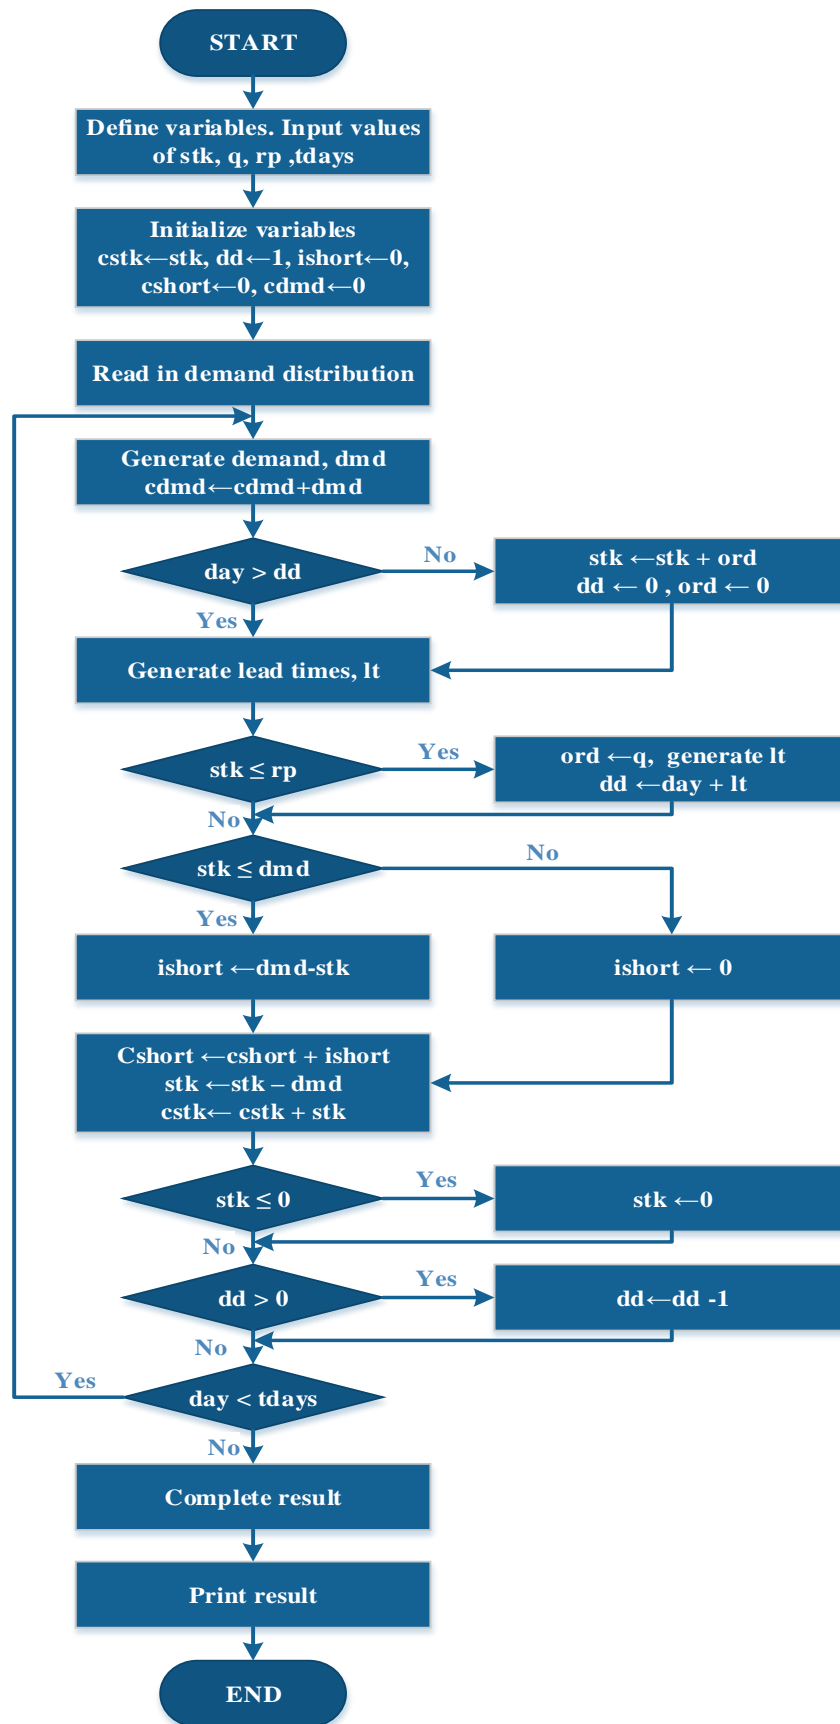 START
Define variables. Input values
of stk, q, rp ,tdays
Initialize variables
cstk←stk, dd←1, ishort←0,
cshort←0, cdmd←0
Read in demand distribution
Generate demand, dmd
cdmd←cdmd+dmd
day > dd
No
stk ←stk + ord
dd ← 0 , ord ← 0
Yes
Generate lead times, lt
stk ≤ rp
Yes
ord ←q, generate lt
dd ←day + lt
No
stk ≤ dmd
No
Yes
ishort ←dmd-stk
ishort ← 0
Cshort ←cshort + ishort
stk ←stk – dmd
cstk← cstk + stk
stk ≤ 0
Yes
stk ←0
No
dd > 0
Yes
dd←dd -1
No
day < tdays
Yes
No
Complete result
Print result
END